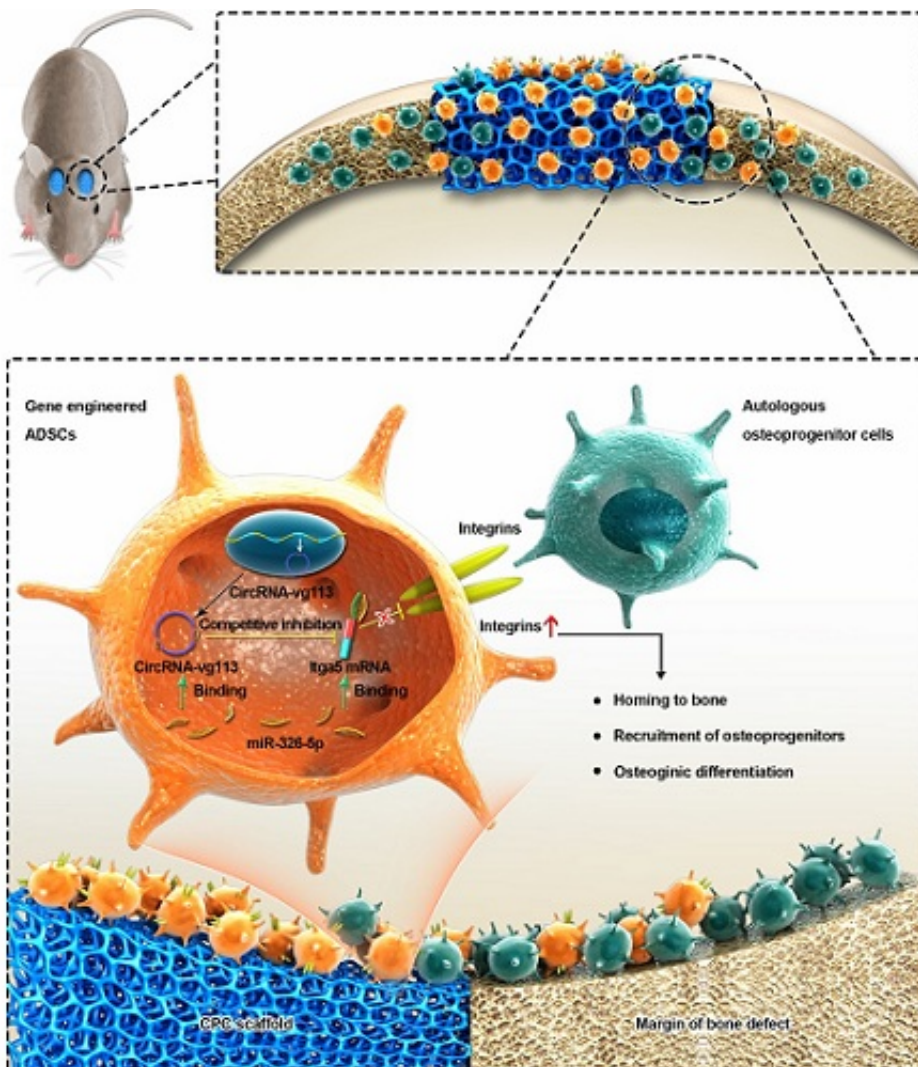 Gene engineered
ADSCs
Autologous
osteoprogenitor cells
Integrins
CircRNA-vg113
Competitive inhibition
Integrins
CircRNA-vg113
Itga5 mRNA
Binding
Binding
miR-326-5p
• Homing to bone
• Recruitment of osteoprogenitors
• Osteoginic differentiation
CPC scaffold
Margin of bone defect